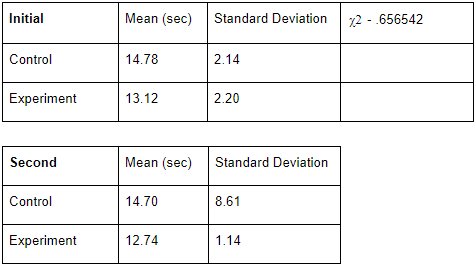 Initial Mean (sec) Standard Deviation χ2 - .656542
Control 14.78 2.14
Experiment 13.12 2.20
Second Mean (sec) Standard Deviation
Control 14.70 8.61
Experiment 12.74 1.14